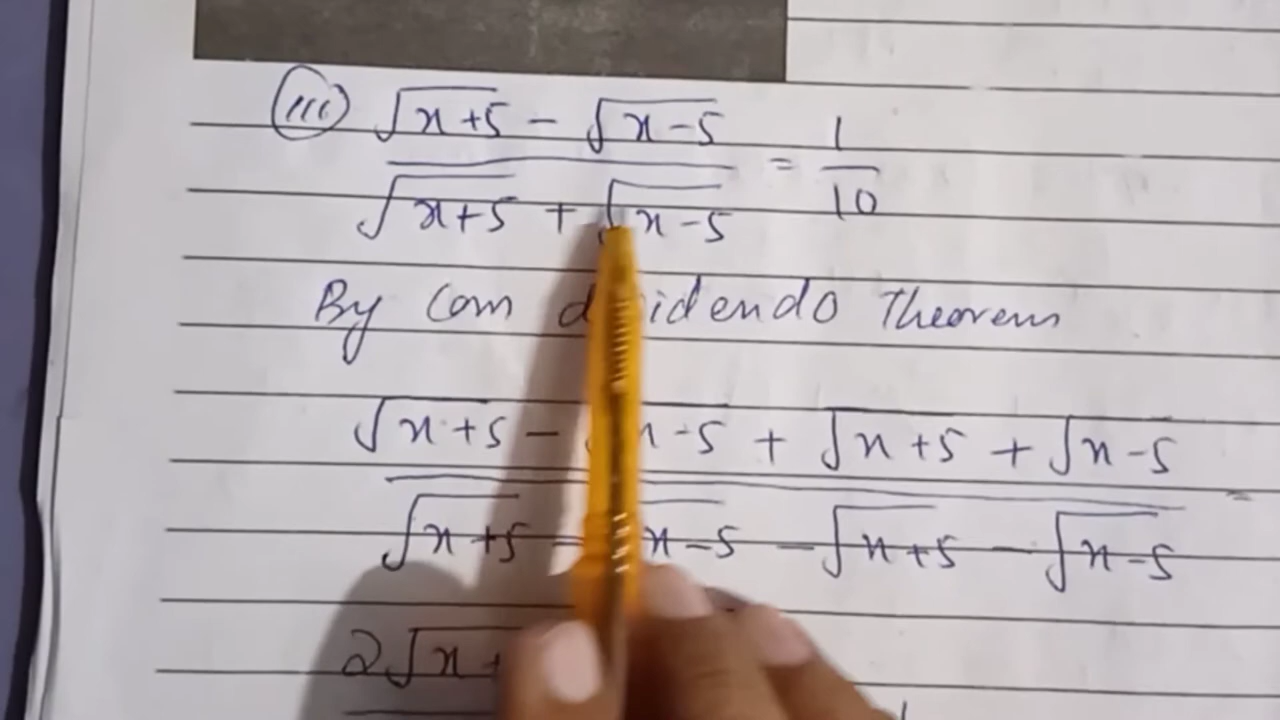 (iii) √x+5 - √x-5
= 1/10
√x+5 + √x-5
By Com d idendo Theorem
√x+5 - x-5 + √x+5 + √x-5
=
√x+5 - x-5 - √x+5 - √x-5
2√x+